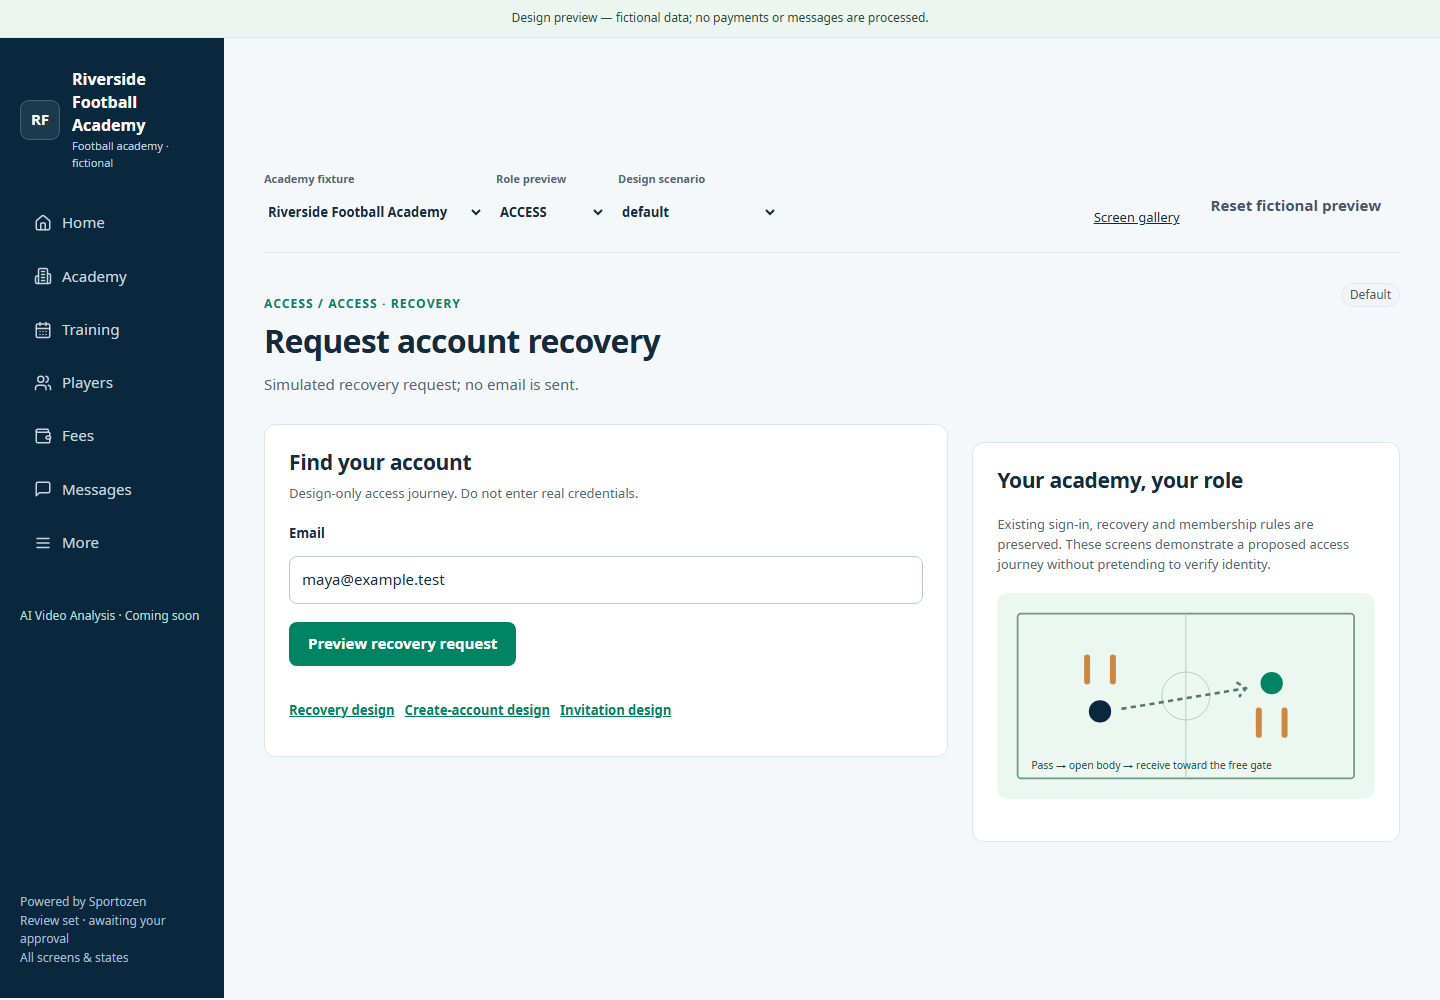 Design preview — fictional data; no payments or messages are processed.
RF
Riverside
Football
Academy
Football academy ·
fictional
Home
Academy
Training
Players
Fees
Messages
More
AI Video Analysis · Coming soon
Powered by Sportozen
Review set · awaiting your
approval
All screens & states
Academy fixture
Role preview
Design scenario
Riverside Football Academy
ACCESS
default
Screen gallery
Reset fictional preview
ACCESS / ACCESS · RECOVERY
Default
Request account recovery
Simulated recovery request; no email is sent.
Find your account
Design-only access journey. Do not enter real credentials.
Email
maya@example.test
Preview recovery request
Recovery design Create-account design Invitation design
Your academy, your role
Existing sign-in, recovery and membership rules are
preserved. These screens demonstrate a proposed access
journey without pretending to verify identity.
Pass → open body → receive toward the free gate